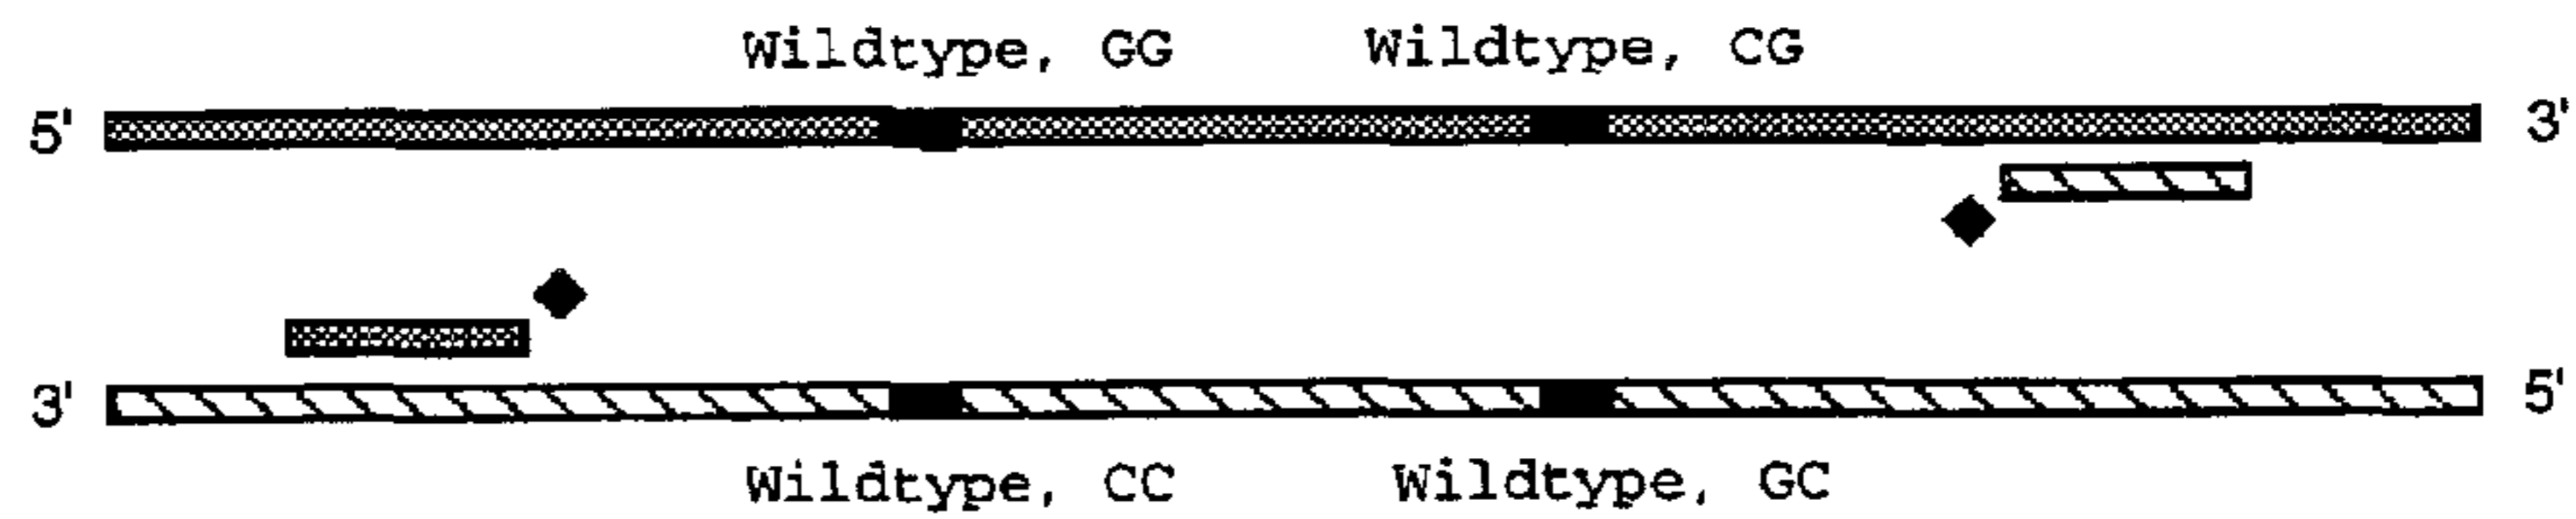 Wildtype, GG Wildtype, CG
5' 3'
3' 5'
Wildtype, CC Wildtype, GC